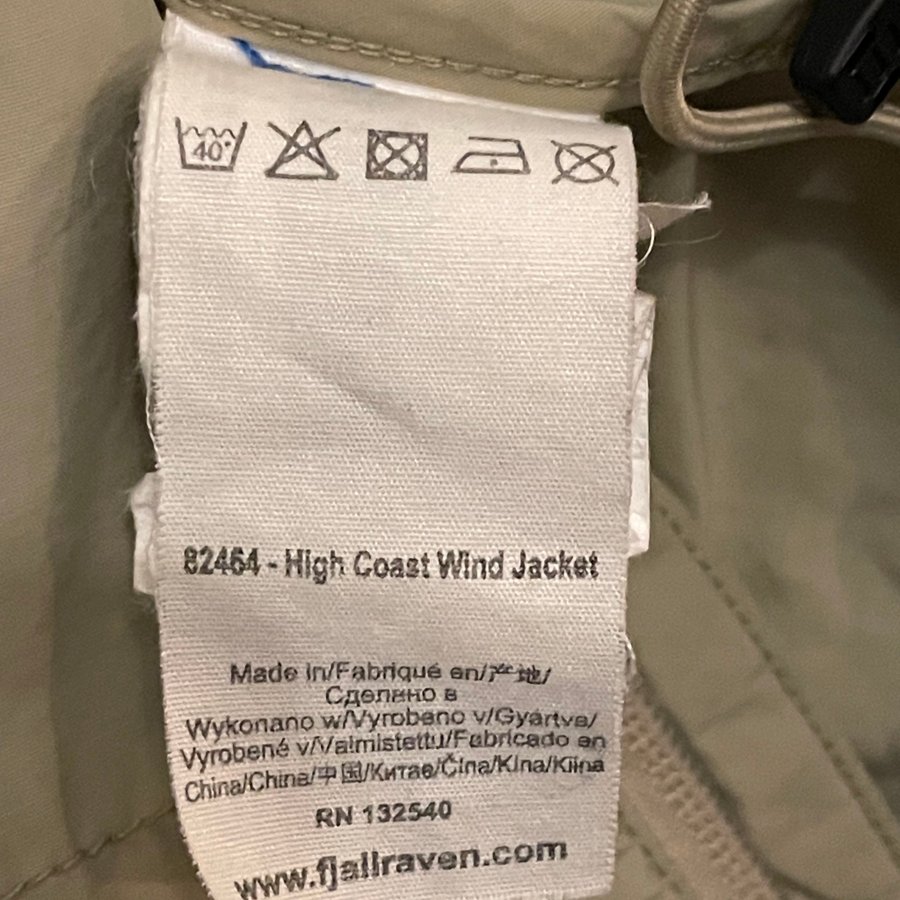 40°
82464 - High Coast Wind Jacket
Made in/Fabriqué en/产地/
Сделано в
Wykonano w/Vyrobeno v/Gyártva/
Vyrobené v/Valmistettu/Fabricado en
China/China/中国/Китае/Čína/Kína/Kiina
RN 132540
www.fjallraven.com